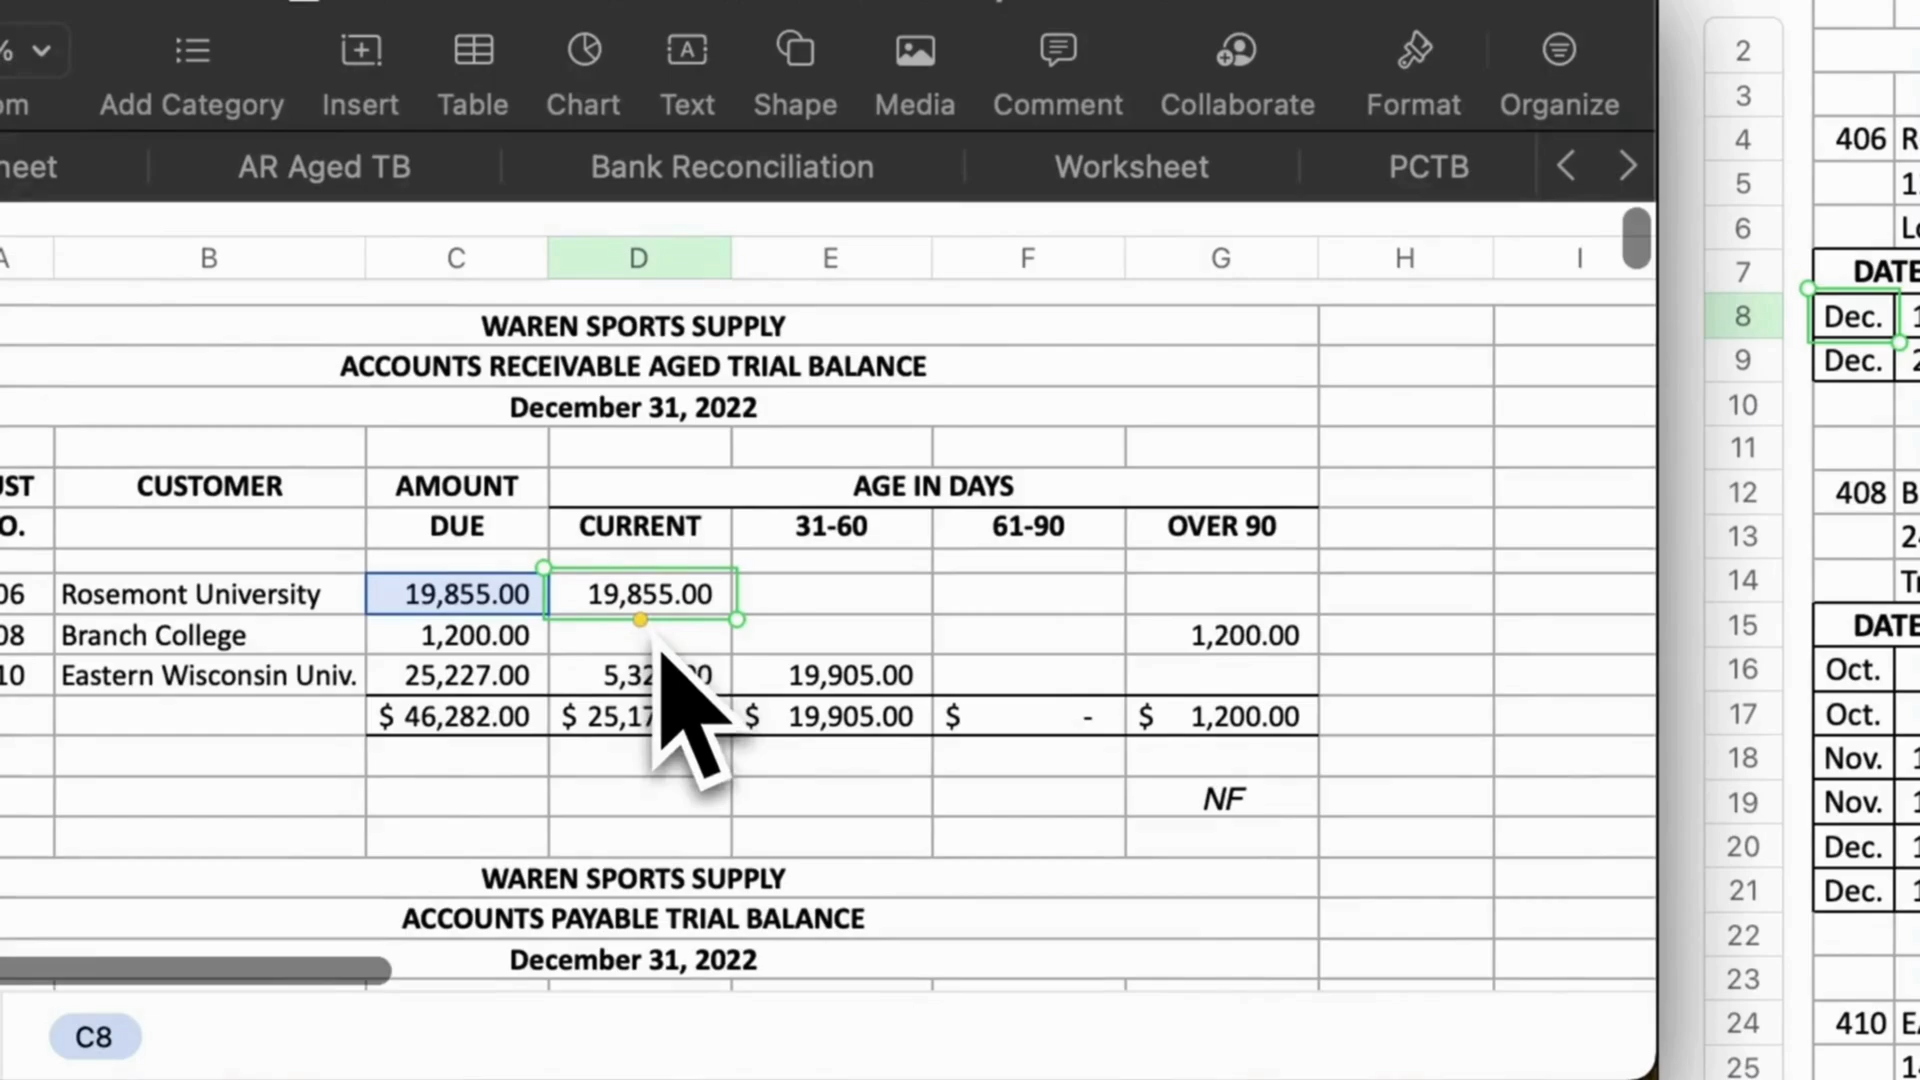 % 
Add Category Insert Table Chart Text Shape Media Comment Collaborate Format Organize
AR Aged TB Bank Reconciliation Worksheet PCTB
B C D E F G H I
WAREN SPORTS SUPPLY
ACCOUNTS RECEIVABLE AGED TRIAL BALANCE
December 31, 2022
CUSTOMER AMOUNT AGE IN DAYS
DUE CURRENT 31-60 61-90 OVER 90
06 Rosemont University 19,855.00 19,855.00
08 Branch College 1,200.00 1,200.00
10 Eastern Wisconsin Univ. 25,227.00 19,905.00
$ 46,282.00 $ $ 19,905.00 $ - $ 1,200.00
NF
WAREN SPORTS SUPPLY
ACCOUNTS PAYABLE TRIAL BALANCE
December 31, 2022
C8
2
3
4 406
5
6
7 DATE
8 Dec.
9 Dec.
10
11
12 408
13
14
15 DATE
16 Oct.
17 Oct.
18 Nov.
19 Nov.
20 Dec.
21 Dec.
22
23
24 410
25